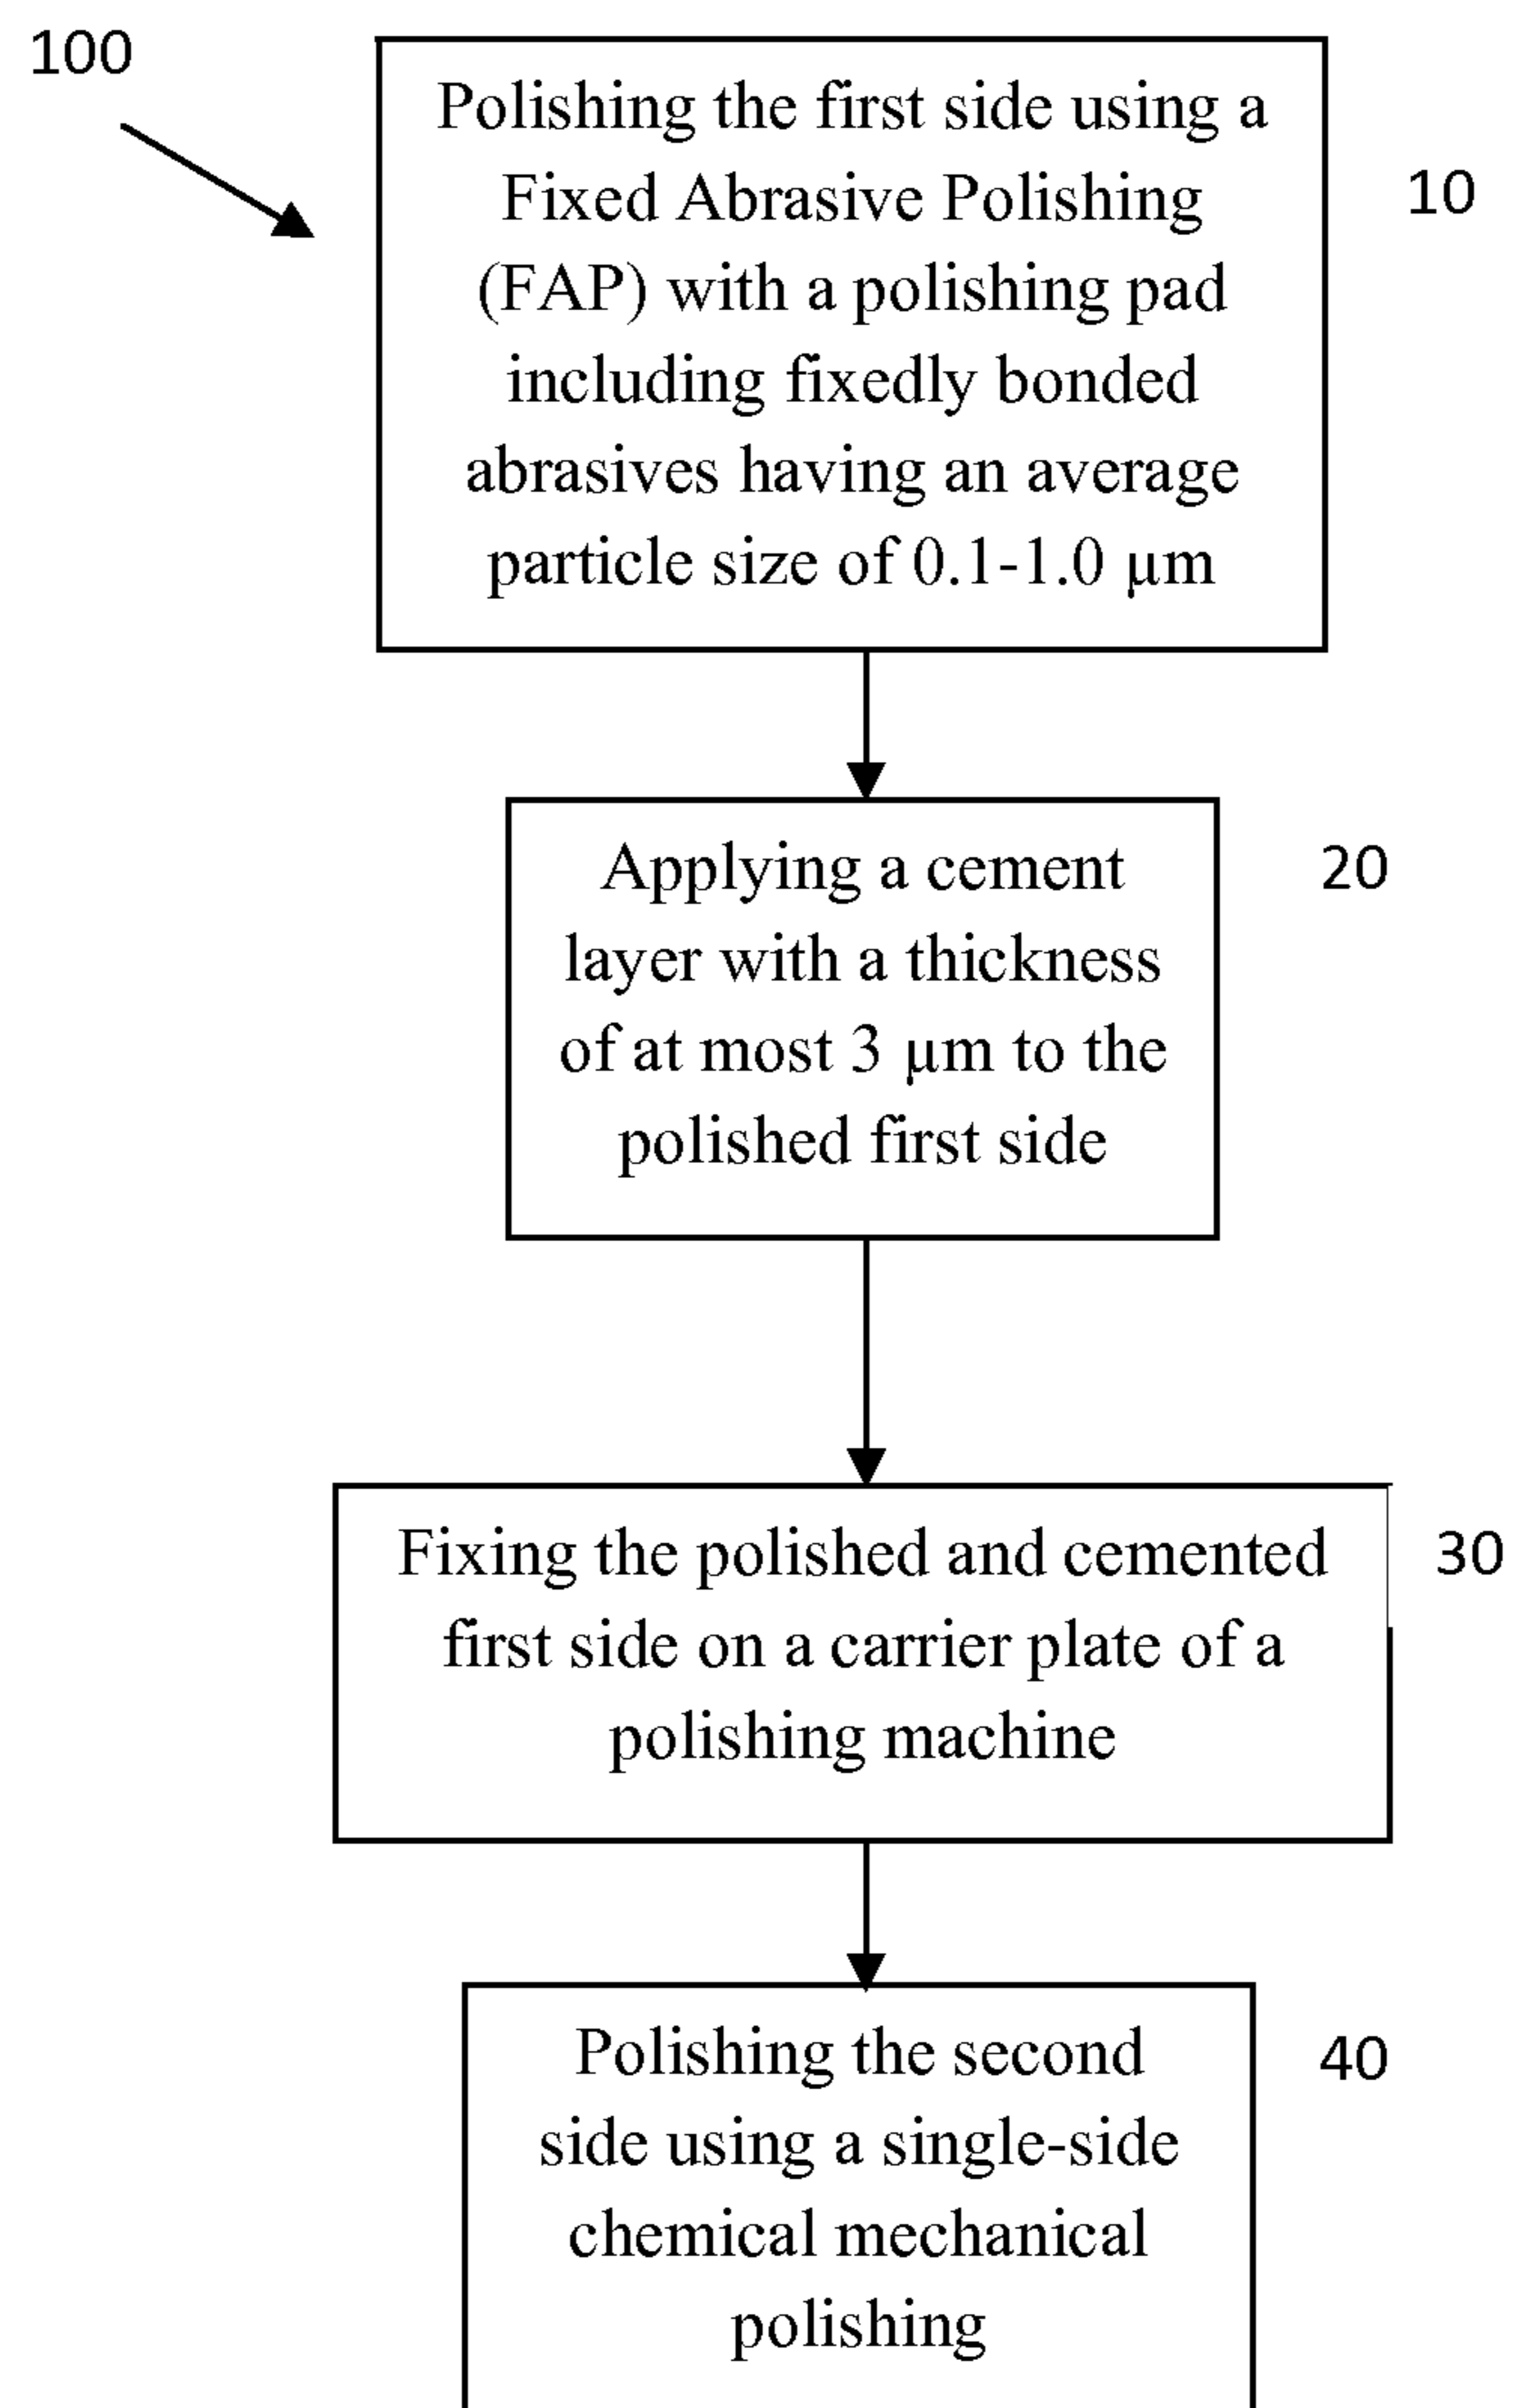 100
Polishing the first side using a
Fixed Abrasive Polishing
(FAP) with a polishing pad
including fixedly bonded
abrasives having an average
particle size of 0.1-1.0 µm
10
Applying a cement
layer with a thickness
of at most 3 µm to the
polished first side
20
Fixing the polished and cemented
first side on a carrier plate of a
polishing machine
30
Polishing the second
side using a single-side
chemical mechanical
polishing
40